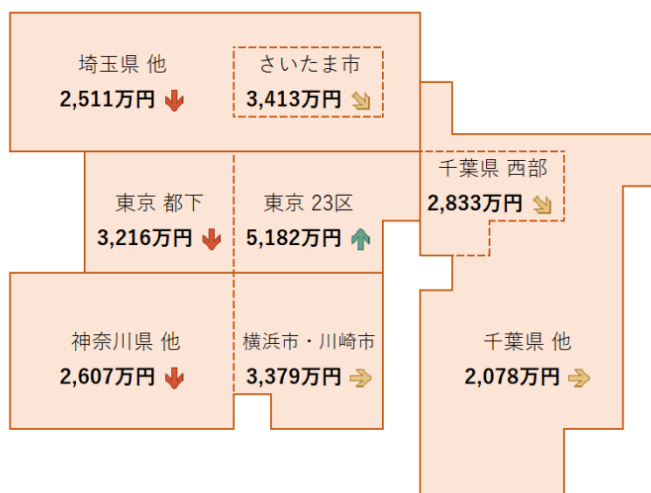 埼玉県 他
2,511万円
さいたま市
3,413万円
千葉県 西部
2,833万円
東京 都下
3,216万円
東京 23区
5,182万円
神奈川県 他
2,607万円
横浜市・川崎市
3,379万円
千葉県 他
2,078万円